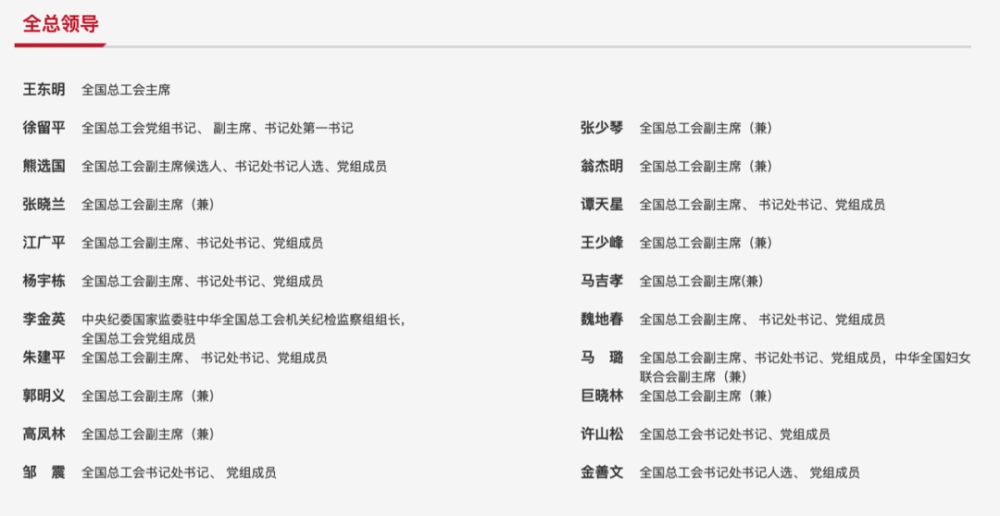 全总领导
王东明 全国总工会主席
徐留平 全国总工会党组书记、 副主席、书记处第一书记
张少琴 全国总工会副主席（兼）
熊选国 全国总工会副主席候选人、书记处书记人选、党组成员
翁杰明 全国总工会副主席（兼）
张晓兰 全国总工会副主席（兼）
谭天星 全国总工会副主席、 书记处书记、党组成员
江广平 全国总工会副主席、书记处书记、党组成员
王少峰 全国总工会副主席（兼）
杨宇栋 全国总工会副主席、书记处书记、党组成员
马吉孝 全国总工会副主席(兼）
李金英 中央纪委国家监委驻中华全国总工会机关纪检监察组组长，
全国总工会党组成员
魏地春 全国总工会副主席、 书记处书记、党组成员
朱建平 全国总工会副主席、 书记处书记、党组成员
马　璐 全国总工会副主席、书记处书记、党组成员，中华全国妇女
联合会副主席（兼）
郭明义 全国总工会副主席（兼）
巨晓林 全国总工会副主席（兼）
高凤林 全国总工会副主席（兼）
许山松 全国总工会书记处书记、党组成员
邹　震 全国总工会书记处书记、 党组成员
金善文 全国总工会书记处书记人选、 党组成员